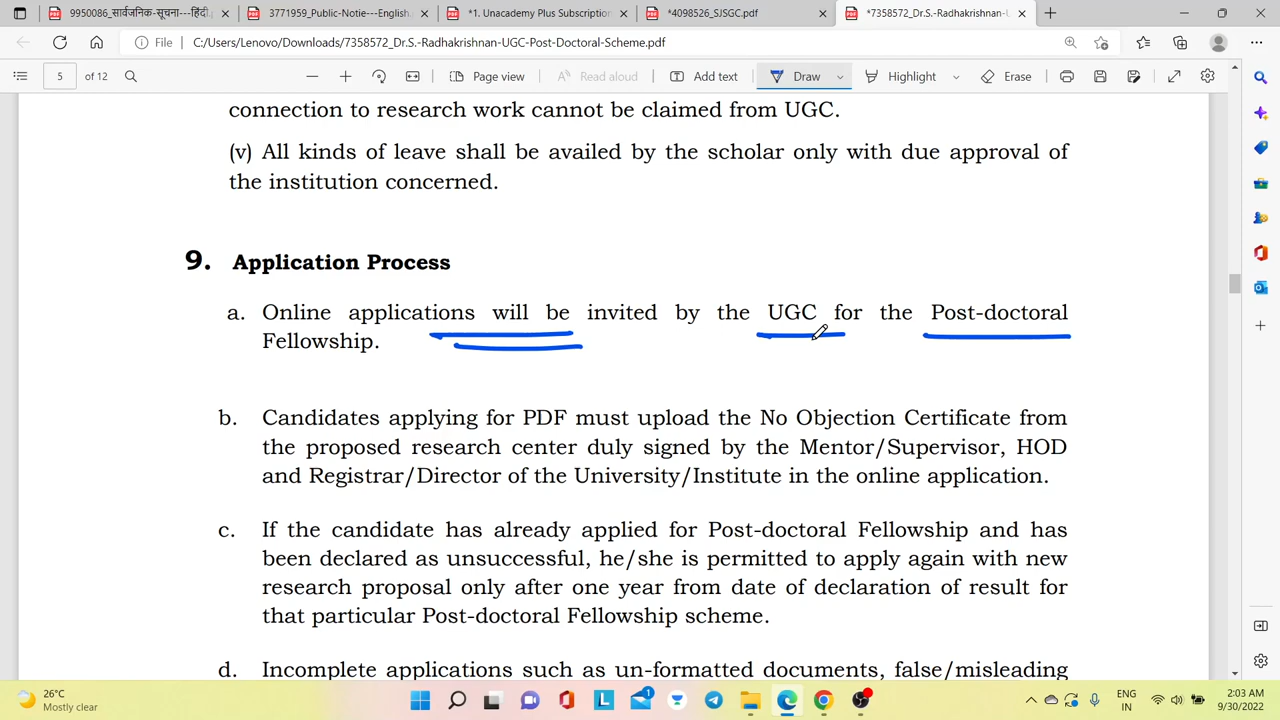 9950086_सार्वजनिक-सूचना---हिंदी.
3771959_Public-Notie---English.
*1. Unacademy Plus Subscription
*4098526_SJSGC.pdf
*7358572_Dr.S.-Radhakrishnan-U
File C:/Users/Lenovo/Downloads/7358572_Dr.S.-Radhakrishnan-UGC-Post-Doctoral-Scheme.pdf
5 of 12 Page view Read aloud Add text Draw Highlight Erase
connection to research work cannot be claimed from UGC.
(v) All kinds of leave shall be availed by the scholar only with due approval of
the institution concerned.
9. Application Process
a. Online applications will be invited by the UGC for the Post-doctoral
Fellowship.
b. Candidates applying for PDF must upload the No Objection Certificate from
the proposed research center duly signed by the Mentor/Supervisor, HOD
and Registrar/Director of the University/Institute in the online application.
c. If the candidate has already applied for Post-doctoral Fellowship and has
been declared as unsuccessful, he/she is permitted to apply again with new
research proposal only after one year from date of declaration of result for
that particular Post-doctoral Fellowship scheme.
d. Incomplete applications such as un-formatted documents, false/misleading
26°C
Mostly clear
1
ENG
IN
2:03 AM
9/30/2022